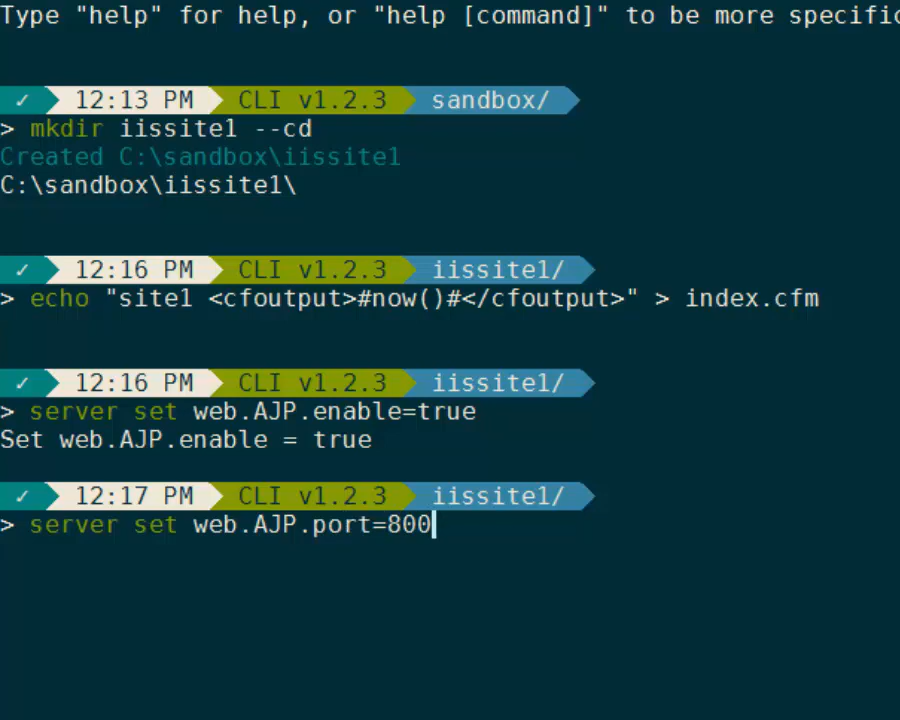 Type "help" for help, or "help [command]" to be more specific
✓ 12:13 PM CLI v1.2.3 sandbox/
> mkdir iissite1 --cd
Created C:\sandbox\iissite1
C:\sandbox\iissite1\
✓ 12:16 PM CLI v1.2.3 iissite1/
> echo "site1 <cfoutput>#now()#</cfoutput>" > index.cfm
✓ 12:16 PM CLI v1.2.3 iissite1/
> server set web.AJP.enable=true
Set web.AJP.enable = true
✓ 12:17 PM CLI v1.2.3 iissite1/
> server set web.AJP.port=800